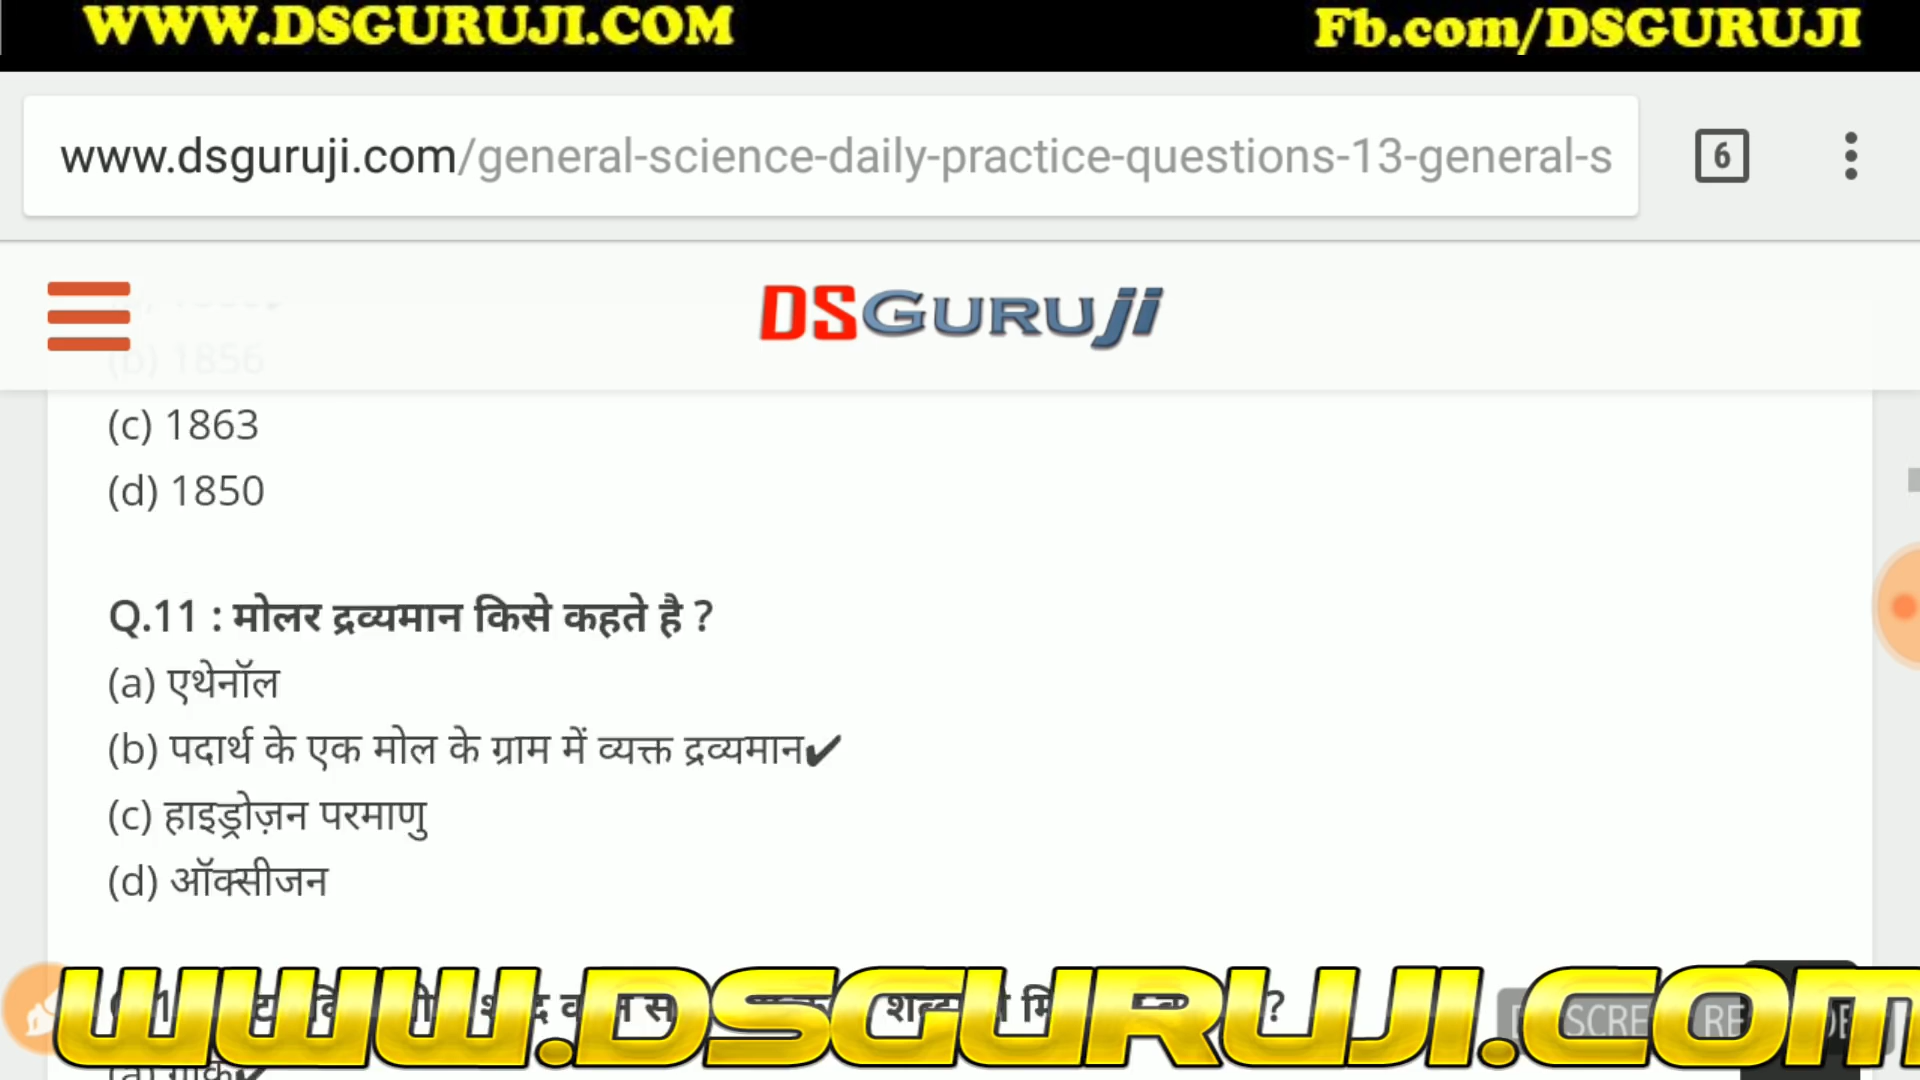 WWW.DSGURUJI.COM Fb.com/DSGURUJI
www.dsguruji.com/general-science-daily-practice-questions-13-general-s 6
DSGURUji
(b) 1856
(c) 1863
(d) 1850
Q.11 : मोलर द्रव्यमान किसे कहते है ?
(a) एथेनॉल
(b) पदार्थ के एक मोल के ग्राम में व्यक्त द्रव्यमान✔
(c) हाइड्रोज़न परमाणु
(d) ऑक्सीजन
WWW.DSGURUJI.COM